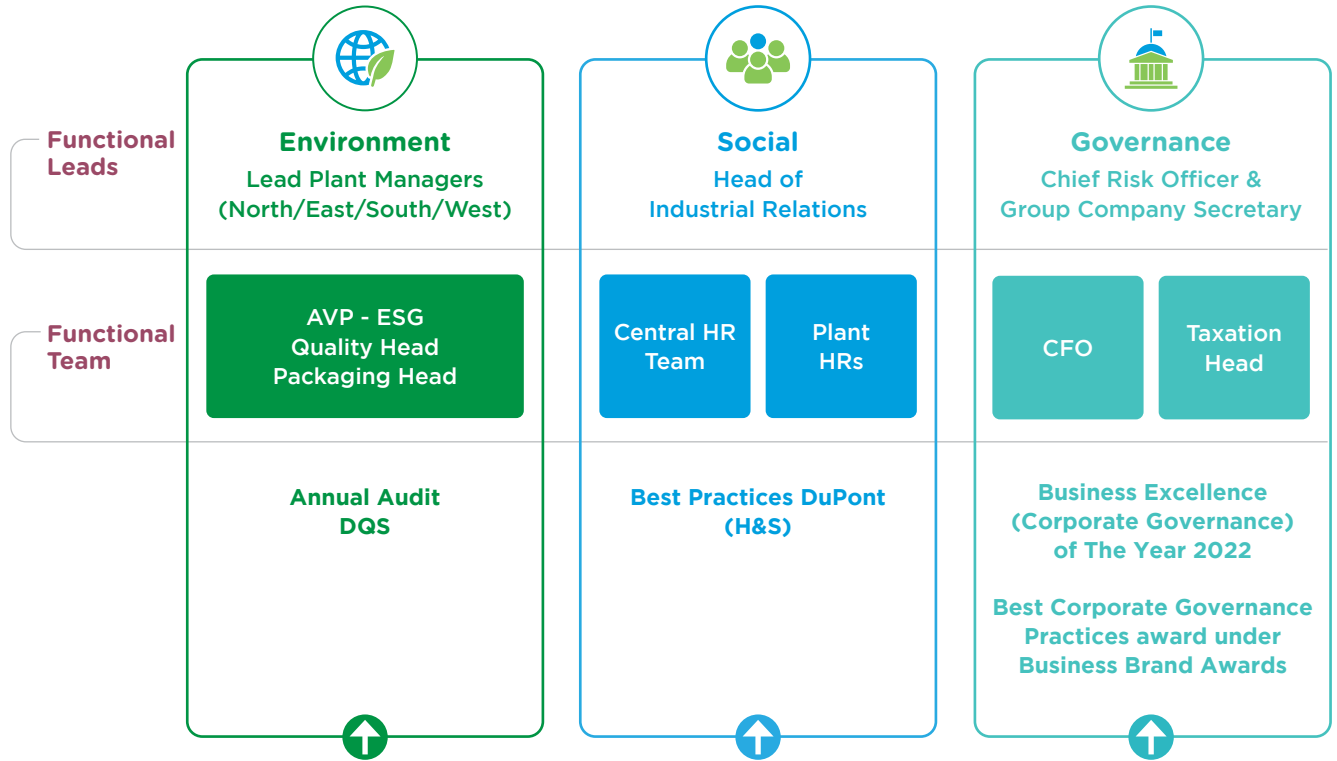 Functional
Leads
Environment
Lead Plant Managers
(North/East/South/West)
Social
Head of
Industrial Relations
Governance
Chief Risk Officer &
Group Company Secretary
Functional
Team
AVP - ESG
Quality Head
Packaging Head
Central HR
Team
Plant
HRs
CFO
Taxation
Head
Annual Audit
DQS
Best Practices DuPont
(H&S)
Business Excellence
(Corporate Governance)
of The Year 2022
Best Corporate Governance
Practices award under
Business Brand Awards